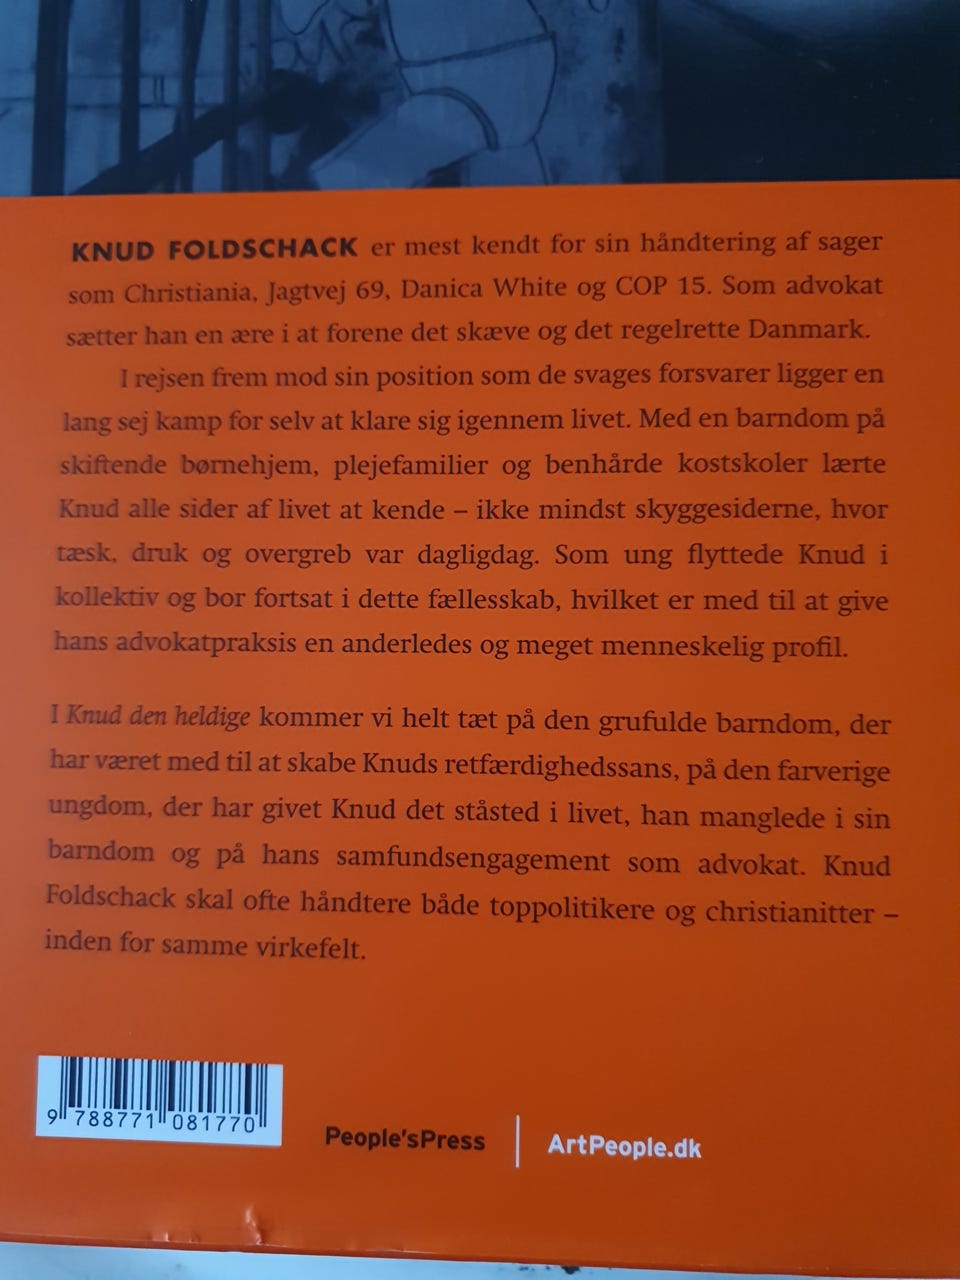 KNUD FOLDSCHACK er mest kendt for sin håndtering af sager
som Christiania, Jagtvej 69, Danica White og COP 15. Som advokat
sætter han en ære i at forene det skæve og det regelrette Danmark.
I rejsen frem mod sin position som de svages forsvarer ligger en
lang sej kamp for selv at klare sig igennem livet. Med en barndom på
skiftende børnehjem, plejefamilier og benhårde kostskoler lærte
Knud alle sider af livet at kende – ikke mindst skyggesiderne, hvor
tæsk, druk og overgreb var dagligdag. Som ung flyttede Knud i
kollektiv og bor fortsat i dette fællesskab, hvilket er med til at give
hans advokatpraksis en anderledes og meget menneskelig profil.
I Knud den heldige kommer vi helt tæt på den grufulde barndom, der
har været med til at skabe Knuds retfærdighedssans, på den farverige
ungdom, der har givet Knud det ståsted i livet, han manglede i sin
barndom og på hans samfundsengagement som advokat. Knud
Foldschack skal ofte håndtere både toppolitikere og christianitter –
inden for samme virkefelt.
9 788771 081770
People'sPress | ArtPeople.dk